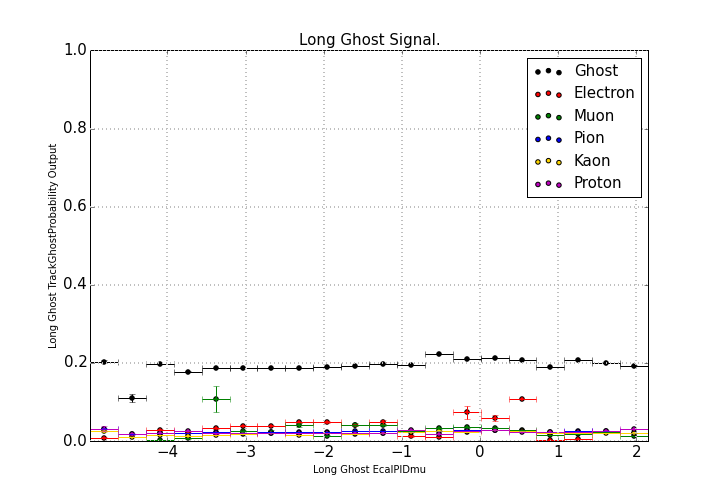 Long Ghost Signal.
Long Ghost TrackGhostProbability Output
1.0
0.8
0.6
0.4
0.2
0.0
Ghost
Electron
Muon
Pion
Kaon
Proton
−4 −3 −2 −1 0 1 2
Long Ghost EcalPIDmu